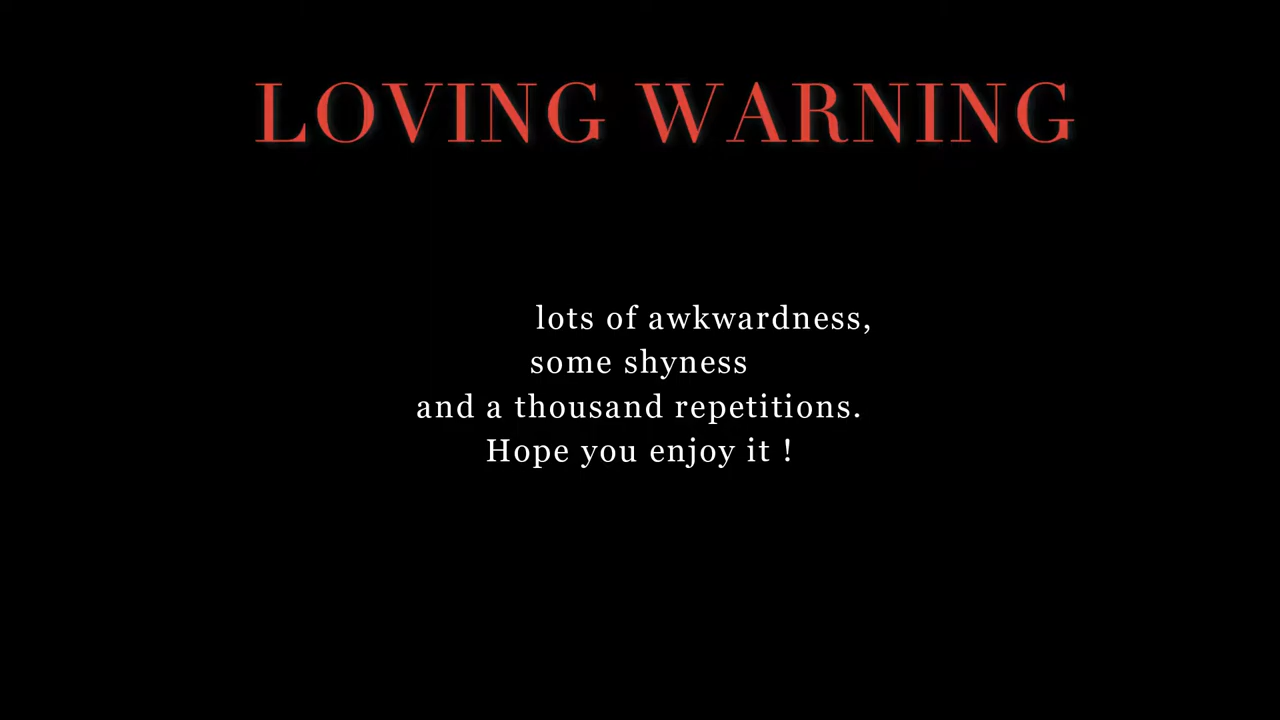 LOVING WARNING
lots of awkwardness,
some shyness
and a thousand repetitions.
Hope you enjoy it !